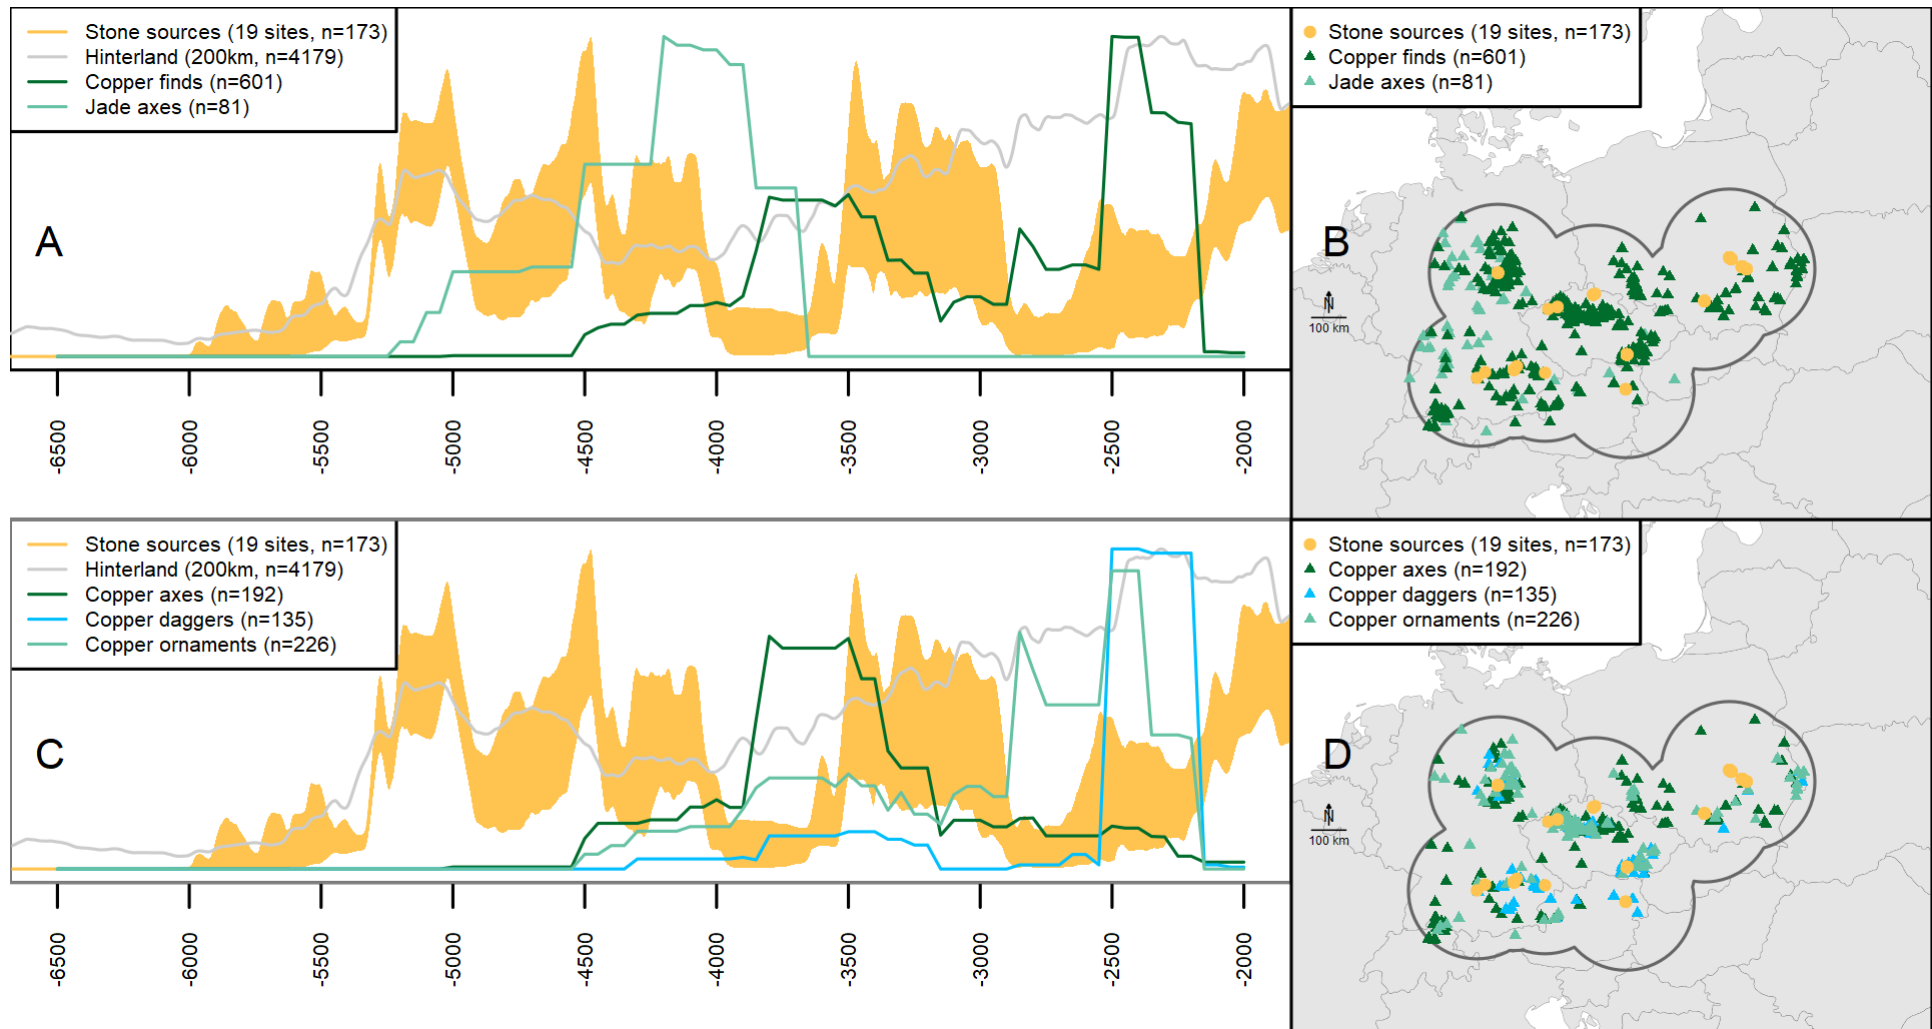 Stone sources (19 sites, n=173)
Hinterland (200km, n=4179)
Copper finds (n=601)
Jade axes (n=81)
A
-6500
-6000
-5500
-5000
-4500
-4000
-3500
-3000
-2500
-2000
Stone sources (19 sites, n=173)
Copper finds (n=601)
Jade axes (n=81)
B
N
100 km
Stone sources (19 sites, n=173)
Hinterland (200km, n=4179)
Copper axes (n=192)
Copper daggers (n=135)
Copper ornaments (n=226)
C
-6500
-6000
-5500
-5000
-4500
-4000
-3500
-3000
-2500
-2000
Stone sources (19 sites, n=173)
Copper axes (n=192)
Copper daggers (n=135)
Copper ornaments (n=226)
D
N
100 km